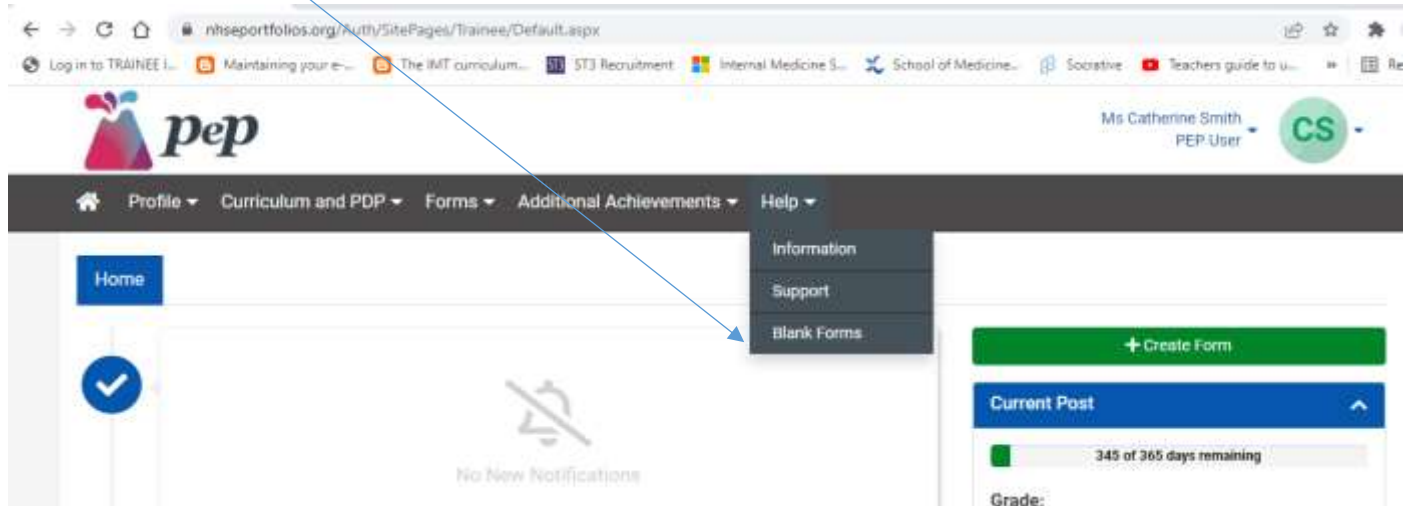 nhseportfolios.org/Auth/SitePages/Trainee/Default.aspx
Log in to TRAINEE i... Maintaining your e-... The IMT curriculum... ST3 Recruitment Internal Medicine S... School of Medicine... Socrative Teachers guide to u... » Re
pep
Ms Catherine Smith
PEP User
CS
Profile Curriculum and PDP Forms Additional Achievements Help
Information
Home
Support
Blank Forms
+ Create Form
Current Post
345 of 365 days remaining
No New Notifications
Grade: